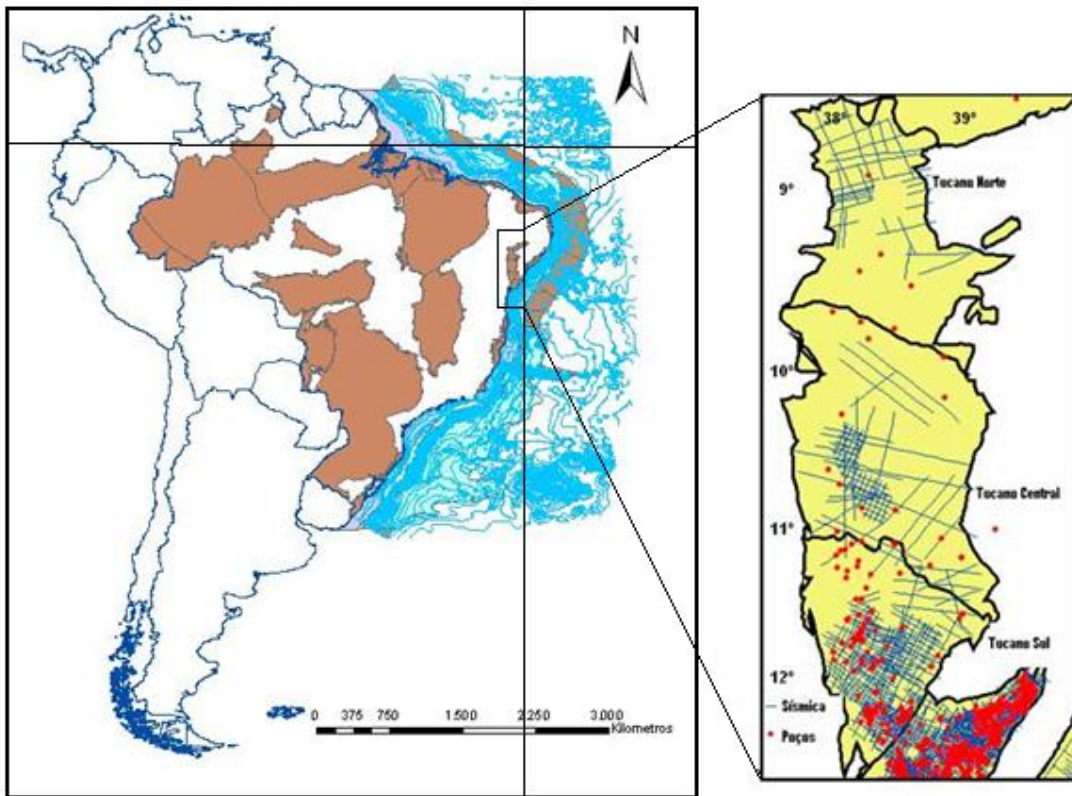 N
0 375 750 1.500 2.250 3.000
Kilometros
38° 39°
Tucano Norte
9°
10°
Tucano Central
11°
Tucano Sul
12°
Sísmica
Poços